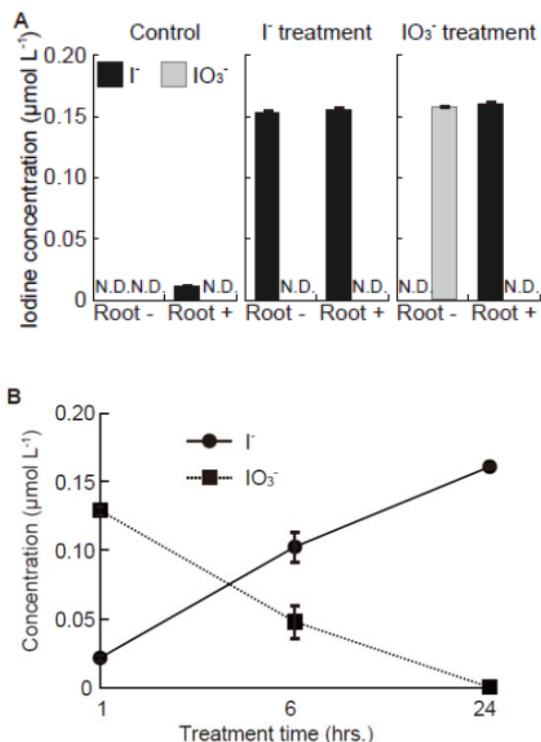 A
Control
I⁻ treatment
IO₃⁻ treatment
Iodine concentration (μmol L⁻¹)
0.20
0.15
0.10
0.05
0
I⁻
IO₃⁻
N.D.N.D.
N.D.
N.D.
N.D.
N.D.
N.D.
Root - Root +
Root - Root +
Root - Root +
B
Concentration (μmol L⁻¹)
0.20
0.15
0.10
0.05
0
I⁻
IO₃⁻
1
6
24
Treatment time (hrs.)